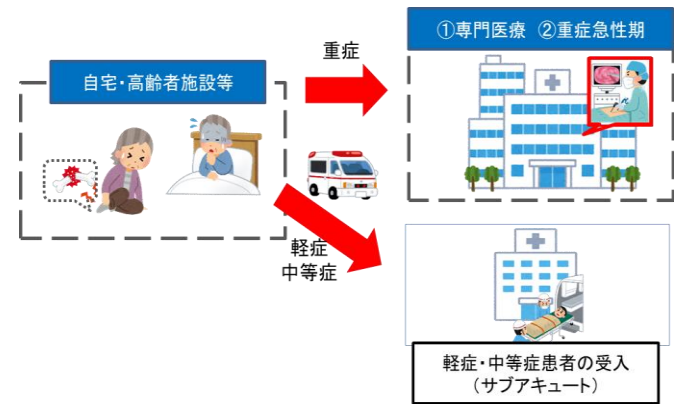 ①専門医療 ②重症急性期
重症
自宅・高齢者施設等
軽症
中等症
軽症・中等症患者の受入
（サブアキュート）